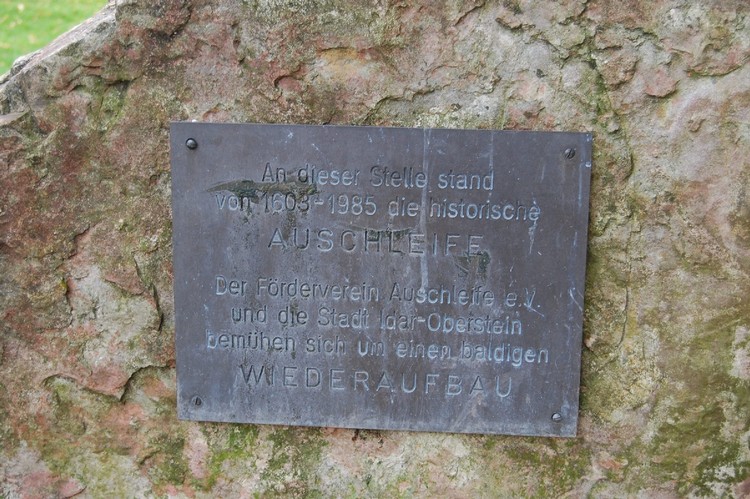 An dieser Stelle stand
von 1603-1985 die historische
AUSCHLEIFE
Der Förderverein Auschleife e.V.
und die Stadt Idar-Oberstein
bemühen sich um einen baldigen
WIEDERAUFBAU